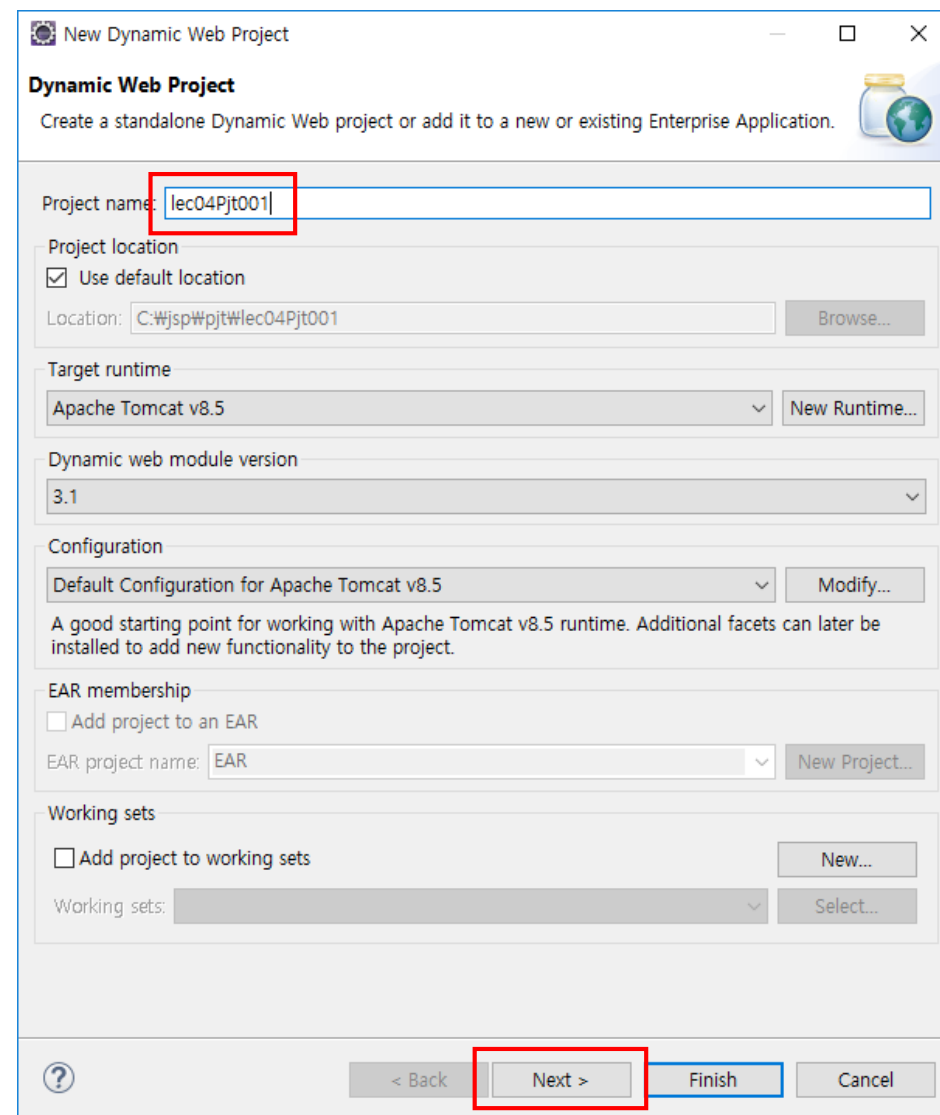 New Dynamic Web Project
Dynamic Web Project
Create a standalone Dynamic Web project or add it to a new or existing Enterprise Application.
Project name: lec04Pjt001
Project location
Use default location
Location: C:₩jsp₩pjt₩lec04Pjt001 Browse...
Target runtime
Apache Tomcat v8.5 New Runtime...
Dynamic web module version
3.1
Configuration
Default Configuration for Apache Tomcat v8.5 Modify...
A good starting point for working with Apache Tomcat v8.5 runtime. Additional facets can later be
installed to add new functionality to the project.
EAR membership
Add project to an EAR
EAR project name: EAR New Project...
Working sets
Add project to working sets New...
Working sets: Select...
? < Back Next > Finish Cancel